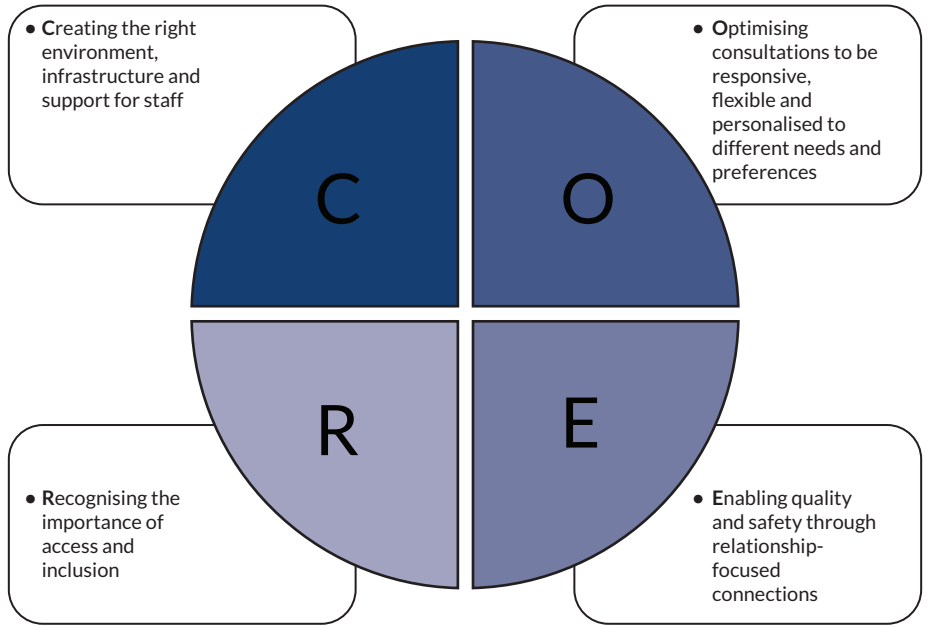 ● Creating the right
environment,
infrastructure and
support for staff
● Optimising
consultations to be
responsive,
flexible and
personalised to
different needs and
preferences
C
O
R
E
● Recognising the
importance of
access and
inclusion
● Enabling quality
and safety through
relationship-
focused
connections